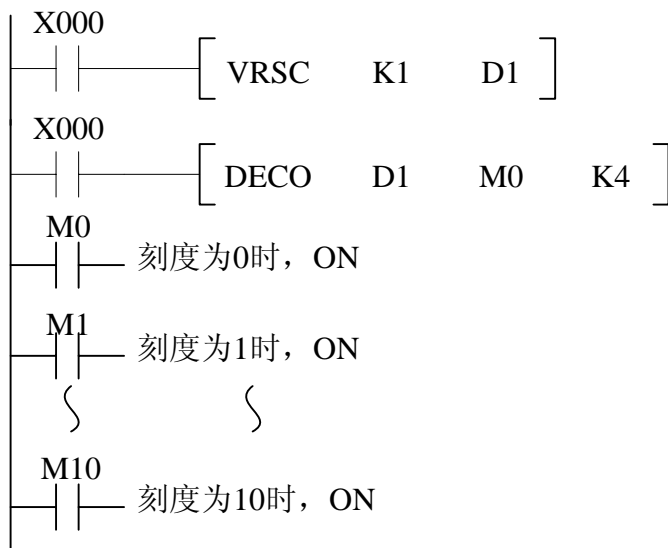 X000
VRSC K1 D1
X000
DECO D1 M0 K4
M0
刻度为0时，ON
M1
刻度为1时，ON
M10
刻度为10时，ON